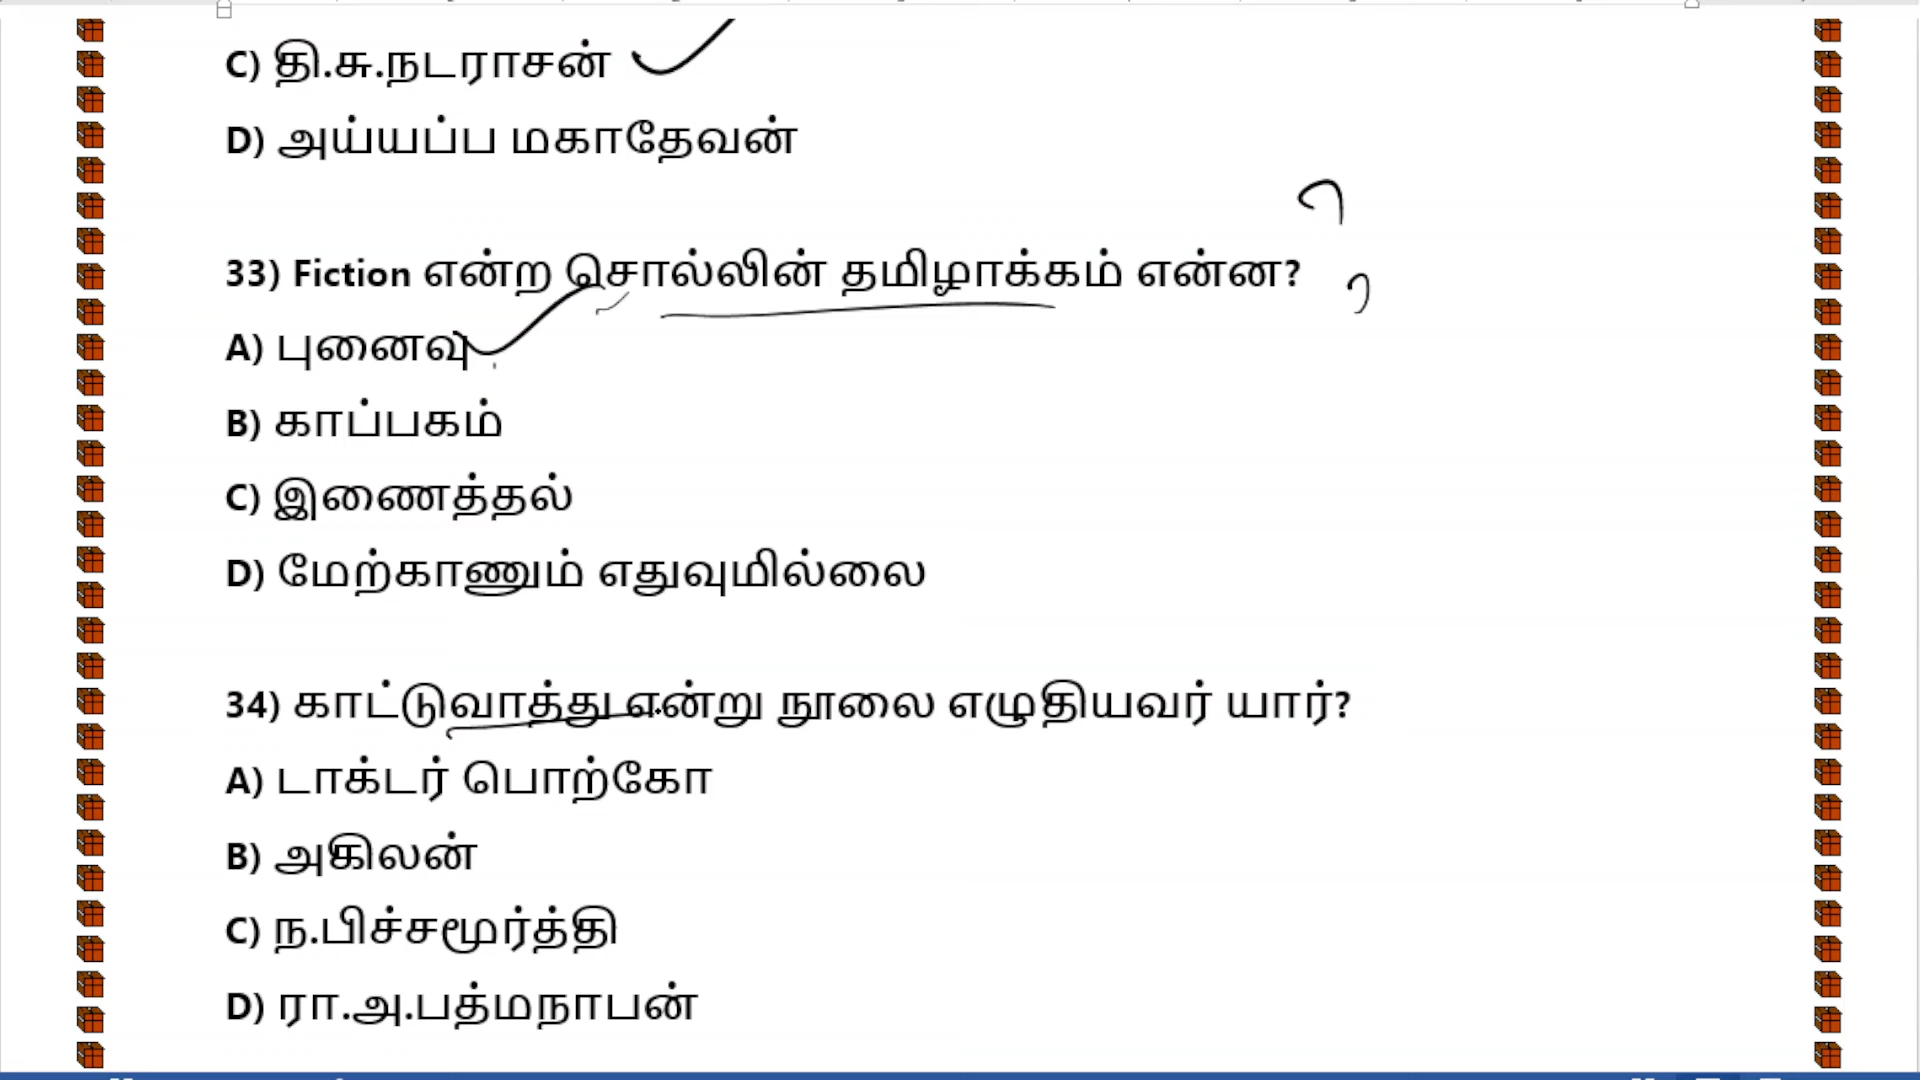 C) தி.சு.நடராசன்
D) அய்யப்ப மகாதேவன்
33) Fiction என்ற சொல்லின் தமிழாக்கம் என்ன?
A) புனைவு
B) காப்பகம்
C) இணைத்தல்
D) மேற்காணும் எதுவுமில்லை
34) காட்டுவாத்து என்று நூலை எழுதியவர் யார்?
A) டாக்டர் பொற்கோ
B) அகிலன்
C) ந.பிச்சமூர்த்தி
D) ரா.அ.பத்மநாபன்